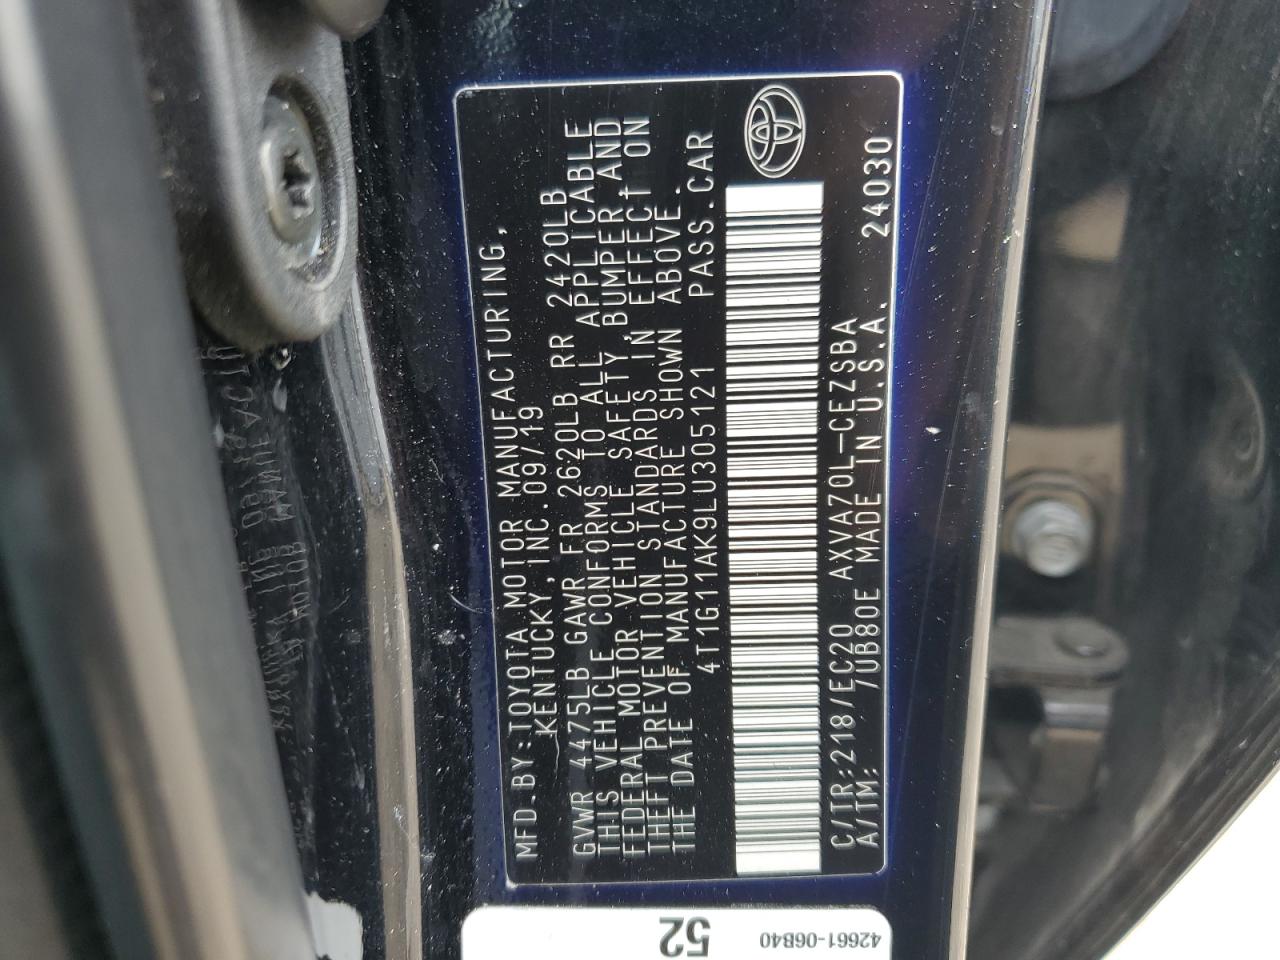 MFD.BY:TOYOTA MOTOR MANUFACTURING,
KENTUCKY, INC. 09/19
GVWR 4475LB GAWR FR 2620LB RR 2420LB
THIS VEHICLE CONFORMS TO ALL APPLICABLE
FEDERAL MOTOR VEHICLE SAFETY, BUMPER, AND
THEFT PREVENTION STANDARDS IN EFFECT ON
THE DATE OF MANUFACTURE SHOWN ABOVE.
4T1G11AK9LU305121 PASS.CAR
C/TR:218/EC20 AXVA70L-CEZSBA
A/TM: /UB80E MADE IN U.S.A. 24030
52
42661-06B40